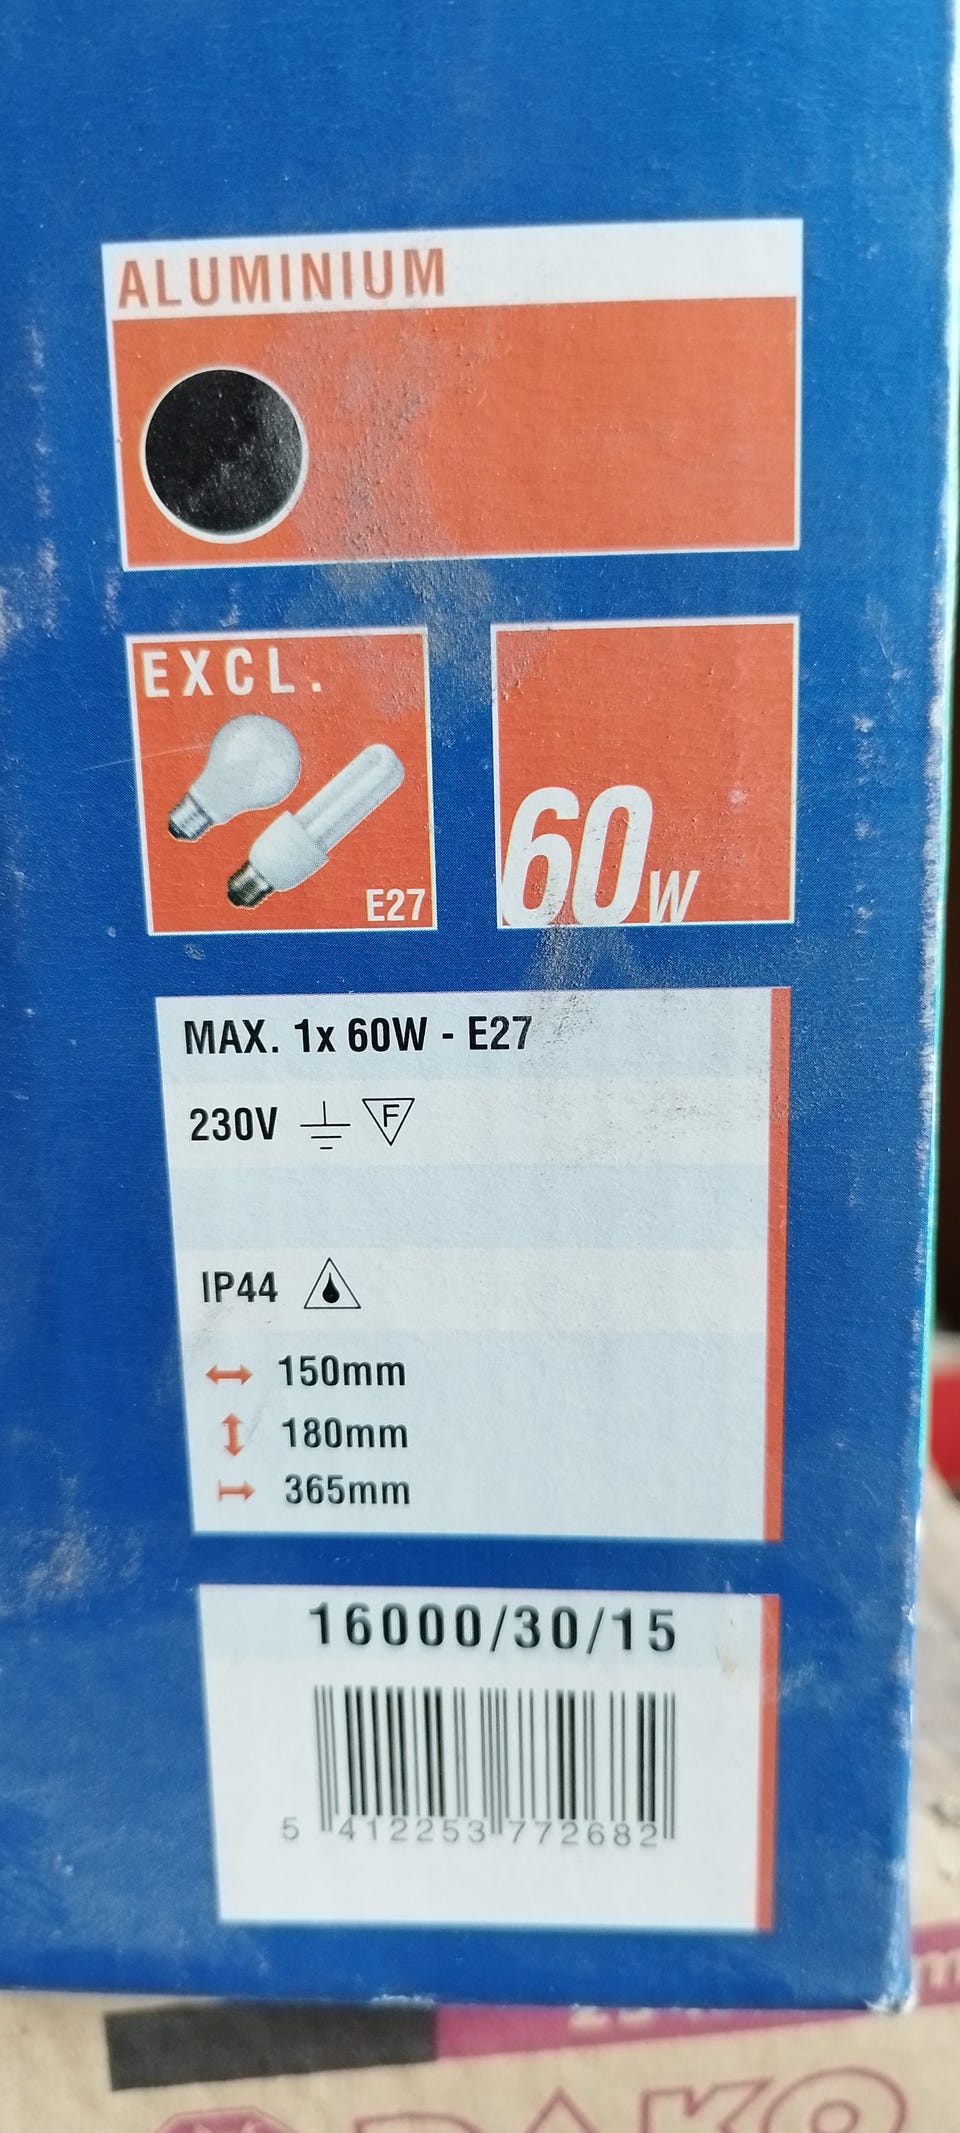 ALUMINIUM
EXCL.
E27
60W
MAX. 1x 60W - E27
230V F
IP44
150mm
180mm
365mm
16000/30/15
5 412253 772682